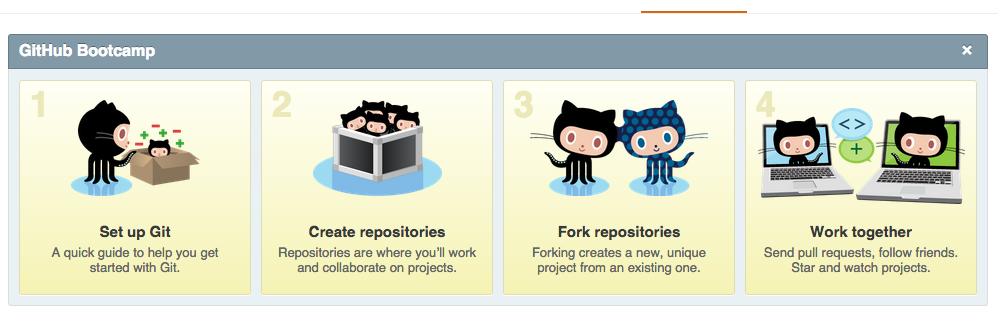 GitHub Bootcamp
×
1
Set up Git
A quick guide to help you get
started with Git.
2
Create repositories
Repositories are where you’ll work
and collaborate on projects.
3
Fork repositories
Forking creates a new, unique
project from an existing one.
4
<>
+
Work together
Send pull requests, follow friends.
Star and watch projects.